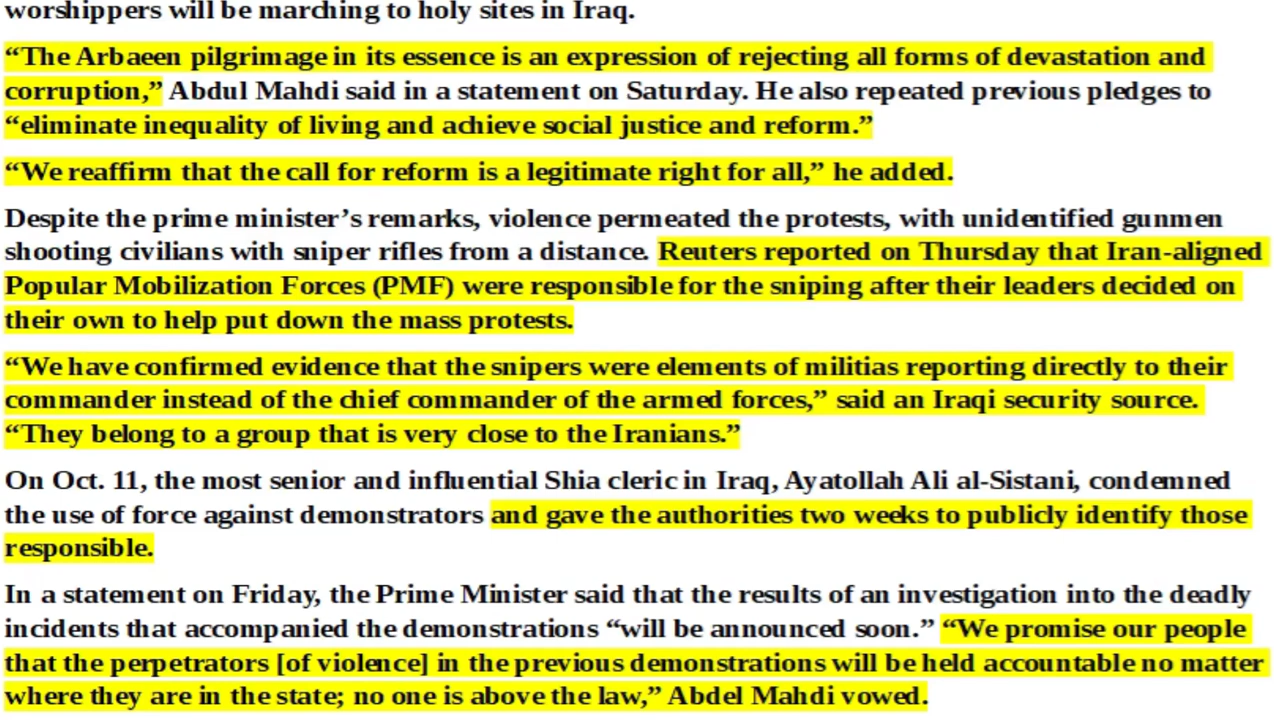 worshippers will be marching to holy sites in Iraq.
“The Arbaeen pilgrimage in its essence is an expression of rejecting all forms of devastation and
corruption,” Abdul Mahdi said in a statement on Saturday. He also repeated previous pledges to
“eliminate inequality of living and achieve social justice and reform.”
“We reaffirm that the call for reform is a legitimate right for all,” he added.
Despite the prime minister’s remarks, violence permeated the protests, with unidentified gunmen
shooting civilians with sniper rifles from a distance. Reuters reported on Thursday that Iran-aligned
Popular Mobilization Forces (PMF) were responsible for the sniping after their leaders decided on
their own to help put down the mass protests.
“We have confirmed evidence that the snipers were elements of militias reporting directly to their
commander instead of the chief commander of the armed forces,” said an Iraqi security source.
“They belong to a group that is very close to the Iranians.”
On Oct. 11, the most senior and influential Shia cleric in Iraq, Ayatollah Ali al-Sistani, condemned
the use of force against demonstrators and gave the authorities two weeks to publicly identify those
responsible.
In a statement on Friday, the Prime Minister said that the results of an investigation into the deadly
incidents that accompanied the demonstrations “will be announced soon.” “We promise our people
that the perpetrators [of violence] in the previous demonstrations will be held accountable no matter
where they are in the state; no one is above the law,” Abdel Mahdi vowed.